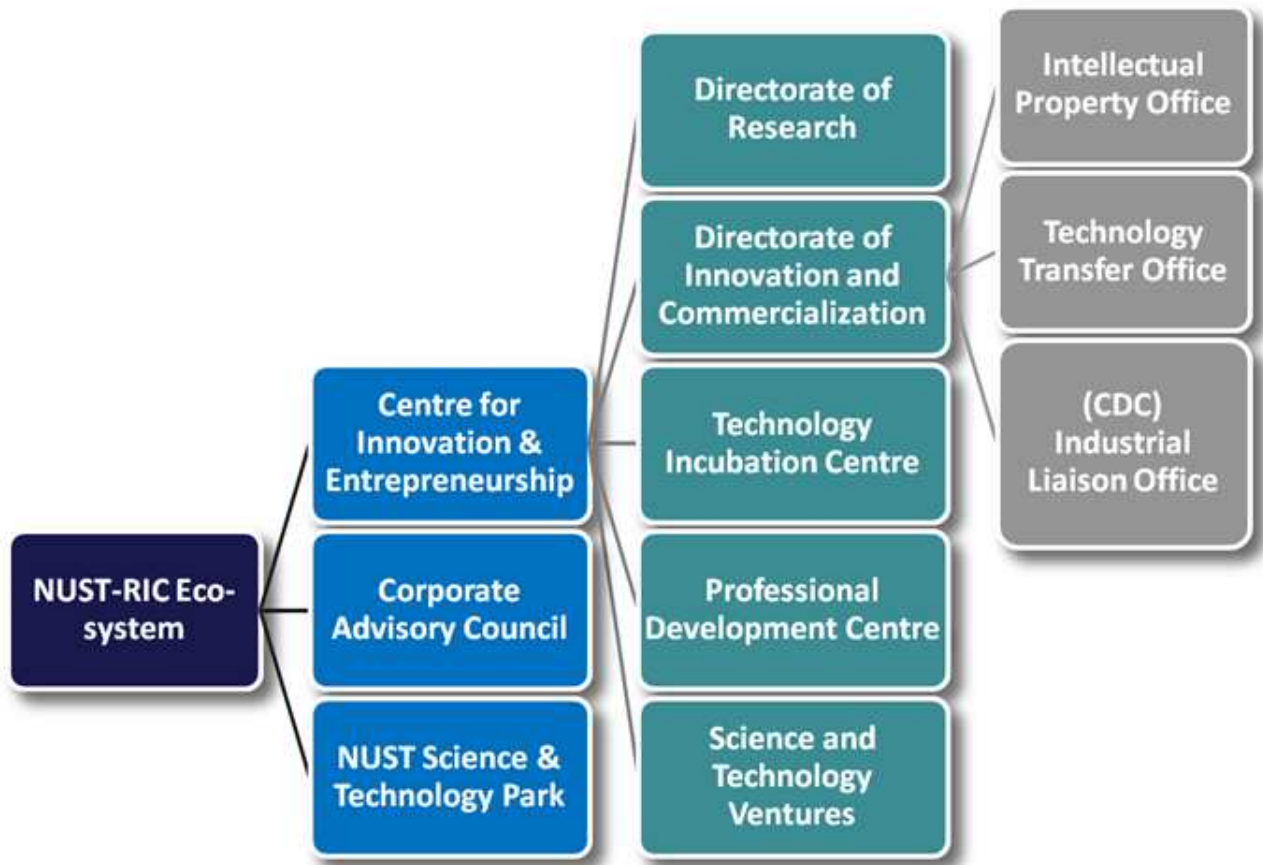 NUST-RIC Eco-
system
Centre for
Innovation &
Entrepreneurship
Corporate
Advisory Council
NUST Science &
Technology Park
Directorate of
Research
Directorate of
Innovation and
Commercialization
Technology
Incubation Centre
Professional
Development Centre
Science and
Technology
Ventures
Intellectual
Property Office
Technology
Transfer Office
(CDC)
Industrial
Liaison Office